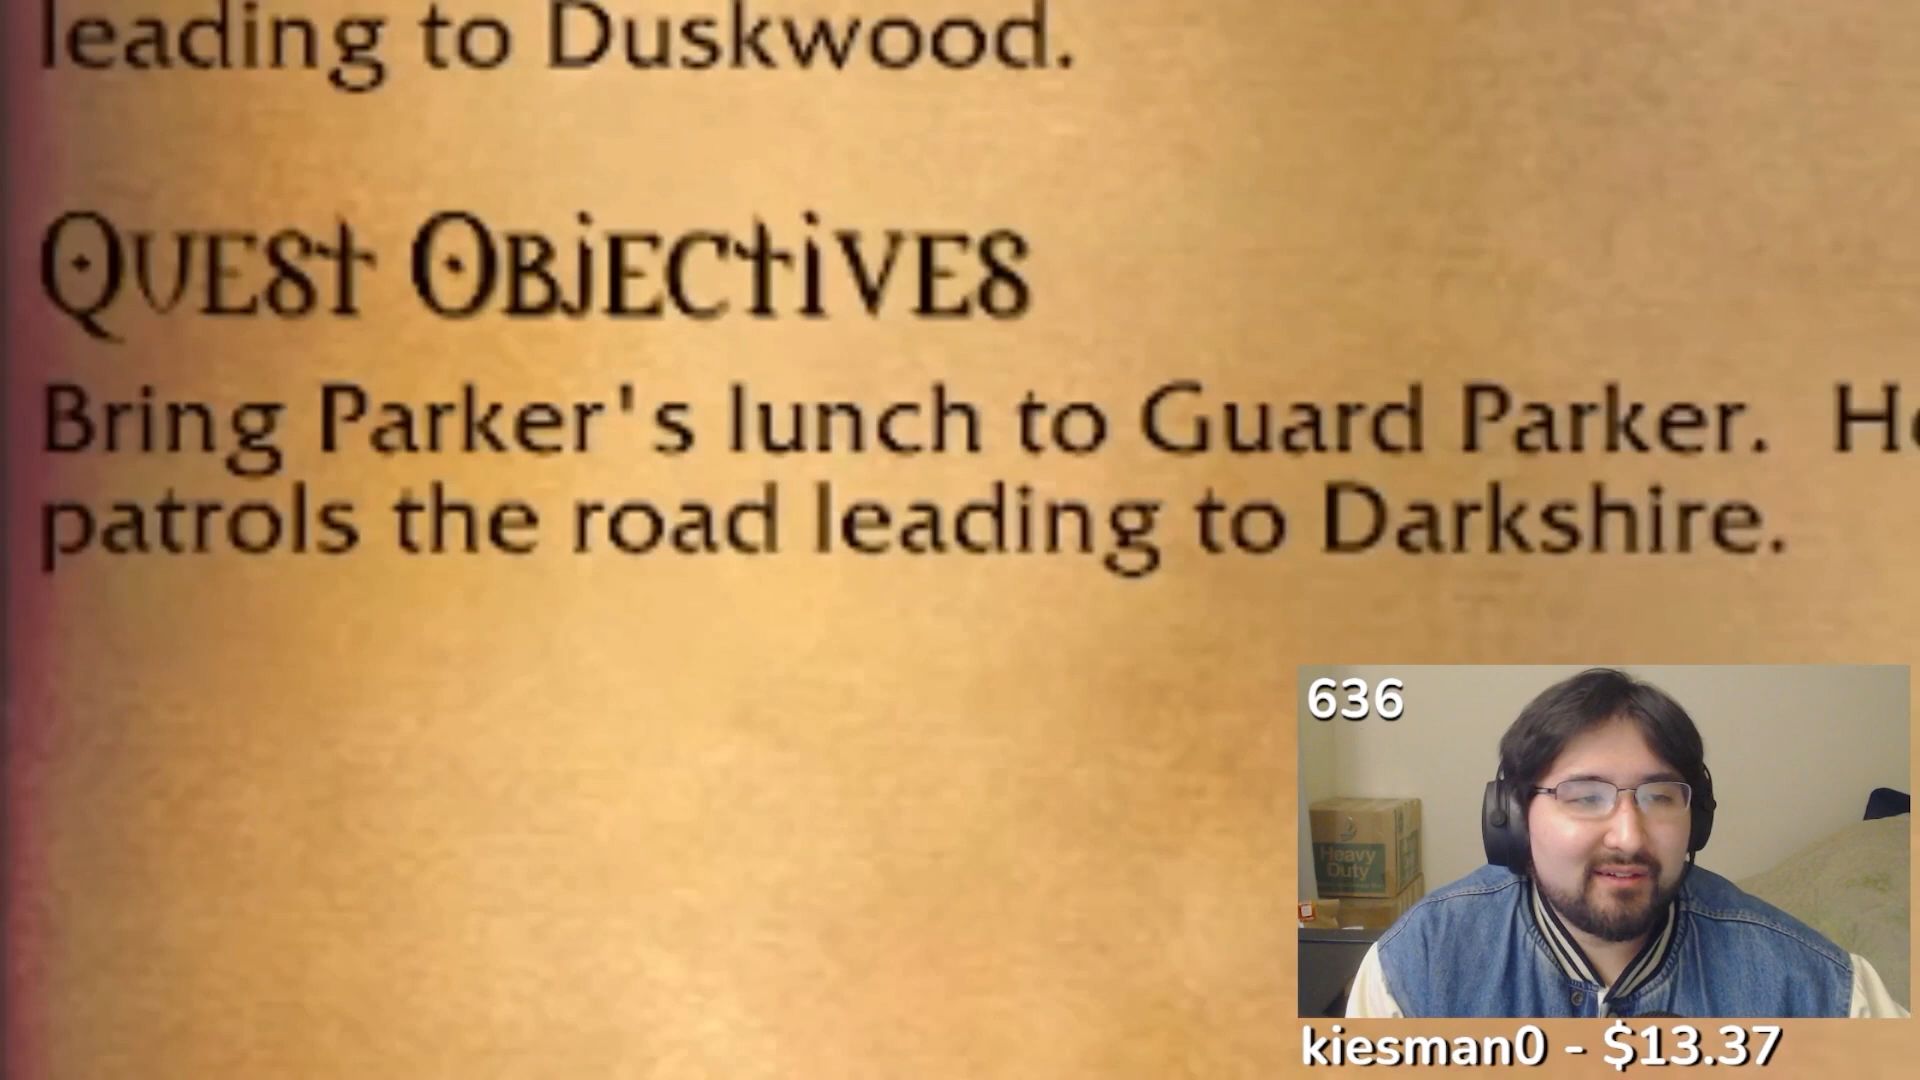 leading to Duskwood.
Quest Objectives
Bring Parker's lunch to Guard Parker.  He
patrols the road leading to Darkshire.
636
Heavy
Duty
kiesman0 - $13.37